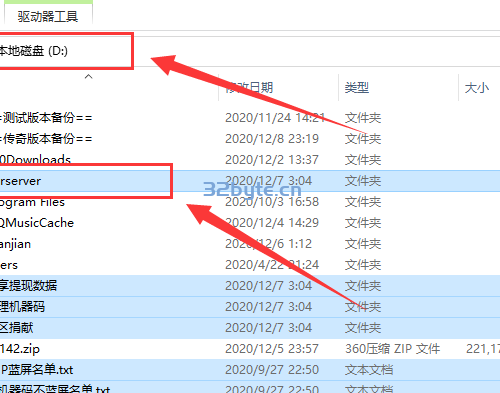 驱动器工具
本地磁盘 (D:)
修改日期 类型 大小
=测试版本备份== 2020/11/24 14:21 文件夹
=传奇版本备份== 2020/12/8 23:19 文件夹
0Downloads 2020/12/2 13:37 文件夹
rserver 2020/12/7 3:04 文件夹
32byte.cn
ogram Files 2020/10/3 16:58 文件夹
QMusicCache 2020/12/4 14:29 文件夹
anjian 2020/12/6 1:12 文件夹
ers 2020/4/22 21:24 文件夹
享提现数据 2020/12/7 3:04 文件夹
理机器码 2020/12/7 3:04 文件夹
区捐献 2020/12/7 3:04 文件夹
142.zip 2020/12/5 23:57 360压缩 ZIP 文件 221,1
P蓝屏名单.txt 2020/9/27 22:50 文本文档
机器码不蓝屏名单.txt 2020/9/27 22:50 文本文档